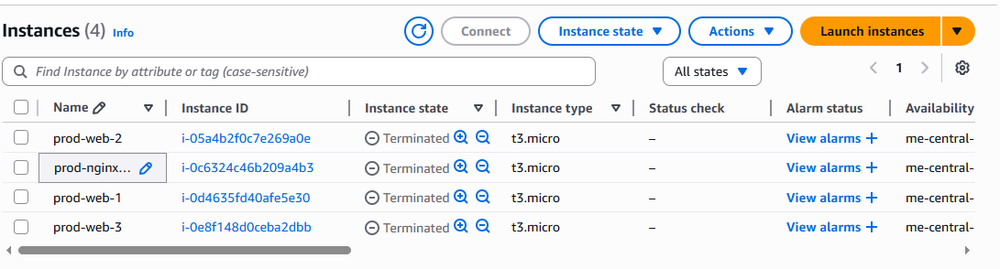 Instances (4) Info Connect Instance state Actions Launch instances
Find Instance by attribute or tag (case-sensitive) All states 1
Name Instance ID Instance state Instance type Status check Alarm status Availability
prod-web-2 i-05a4b2f0c7e269a0e Terminated t3.micro – View alarms + me-central-
prod-nginx... i-0c6324c46b209a4b3 Terminated t3.micro – View alarms + me-central-
prod-web-1 i-0d4635fd40afe5e30 Terminated t3.micro – View alarms + me-central-
prod-web-3 i-0e8f148d0ceba2dbb Terminated t3.micro – View alarms + me-central-